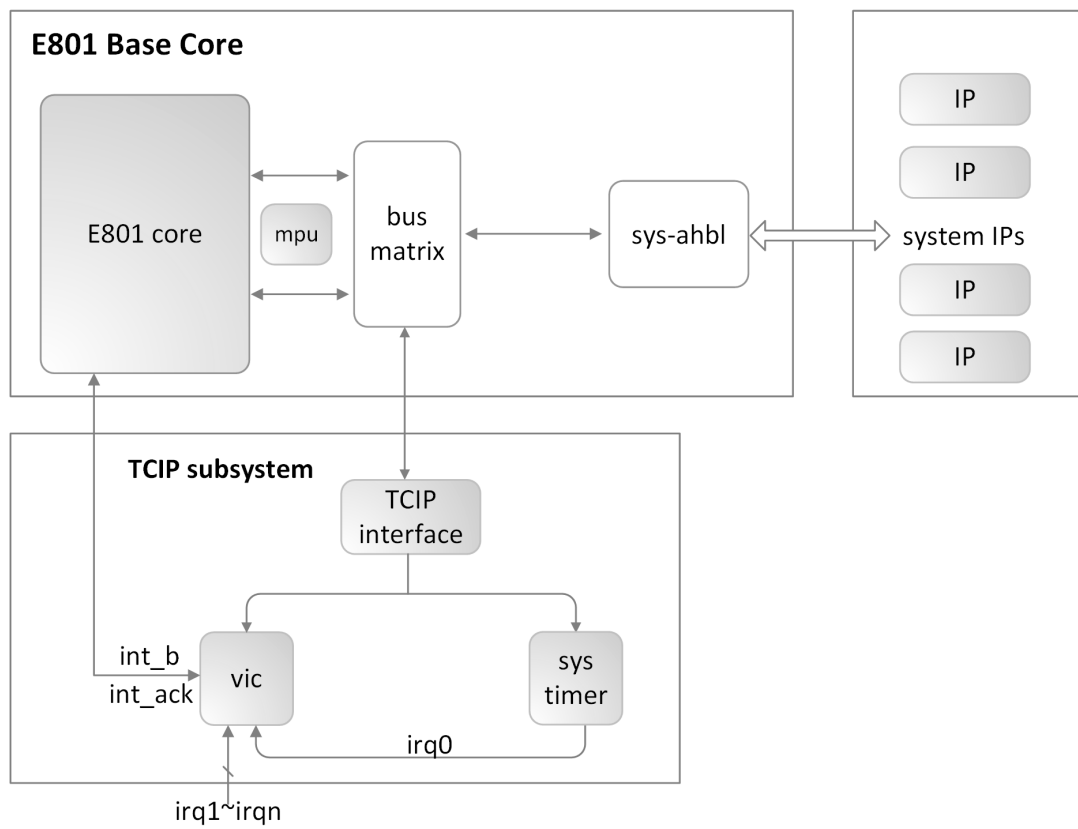 E801 Base Core
E801 core
mpu
bus
matrix
sys-ahbl
IP
IP
system IPs
IP
IP
TCIP subsystem
TCIP
interface
int_b
int_ack
vic
sys
timer
irq0
irq1~irqn